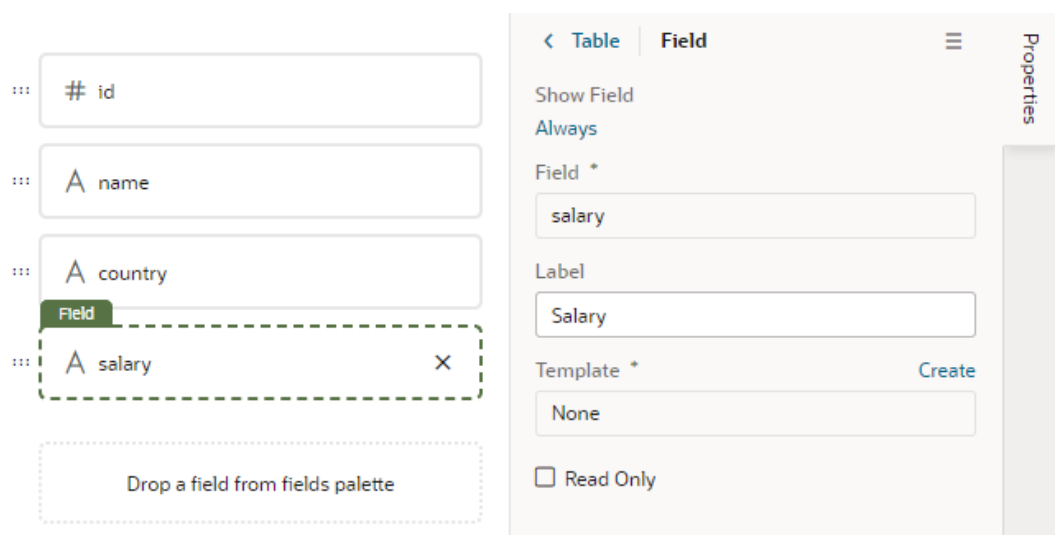 # id
A name
A country
Field
A salary
Drop a field from fields palette
Table
Field
Show Field
Always
Field *
salary
Label
Salary
Template *
Create
None
Read Only
Properties